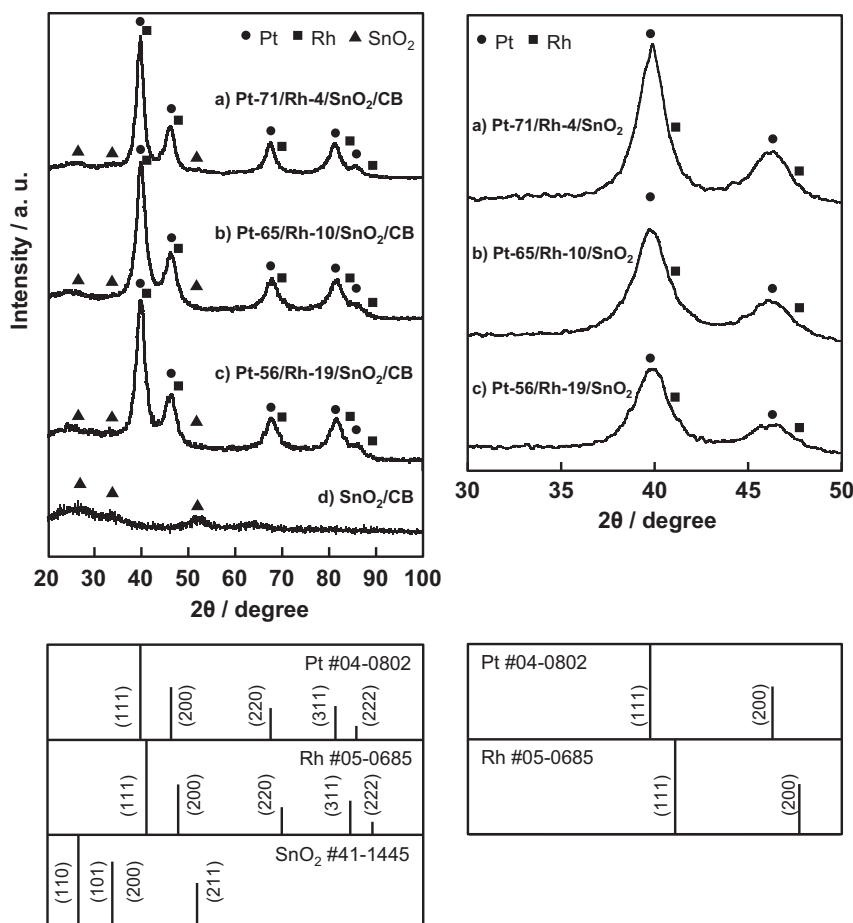 ● Pt ■ Rh ▲ SnO₂
a) Pt-71/Rh-4/SnO₂/CB
b) Pt-65/Rh-10/SnO₂/CB
c) Pt-56/Rh-19/SnO₂/CB
d) SnO₂/CB
Intensity / a. u.
20 30 40 50 60 70 80 90 100
2θ / degree
● Pt ■ Rh
a) Pt-71/Rh-4/SnO₂
b) Pt-65/Rh-10/SnO₂
c) Pt-56/Rh-19/SnO₂
30 35 40 45 50
2θ / degree
Pt #04-0802
(111) (200) (220) (311) (222)
Rh #05-0685
(111) (200) (220) (311) (222)
SnO₂ #41-1445
(110) (101) (200) (211)
Pt #04-0802
(111) (200)
Rh #05-0685
(111) (200)